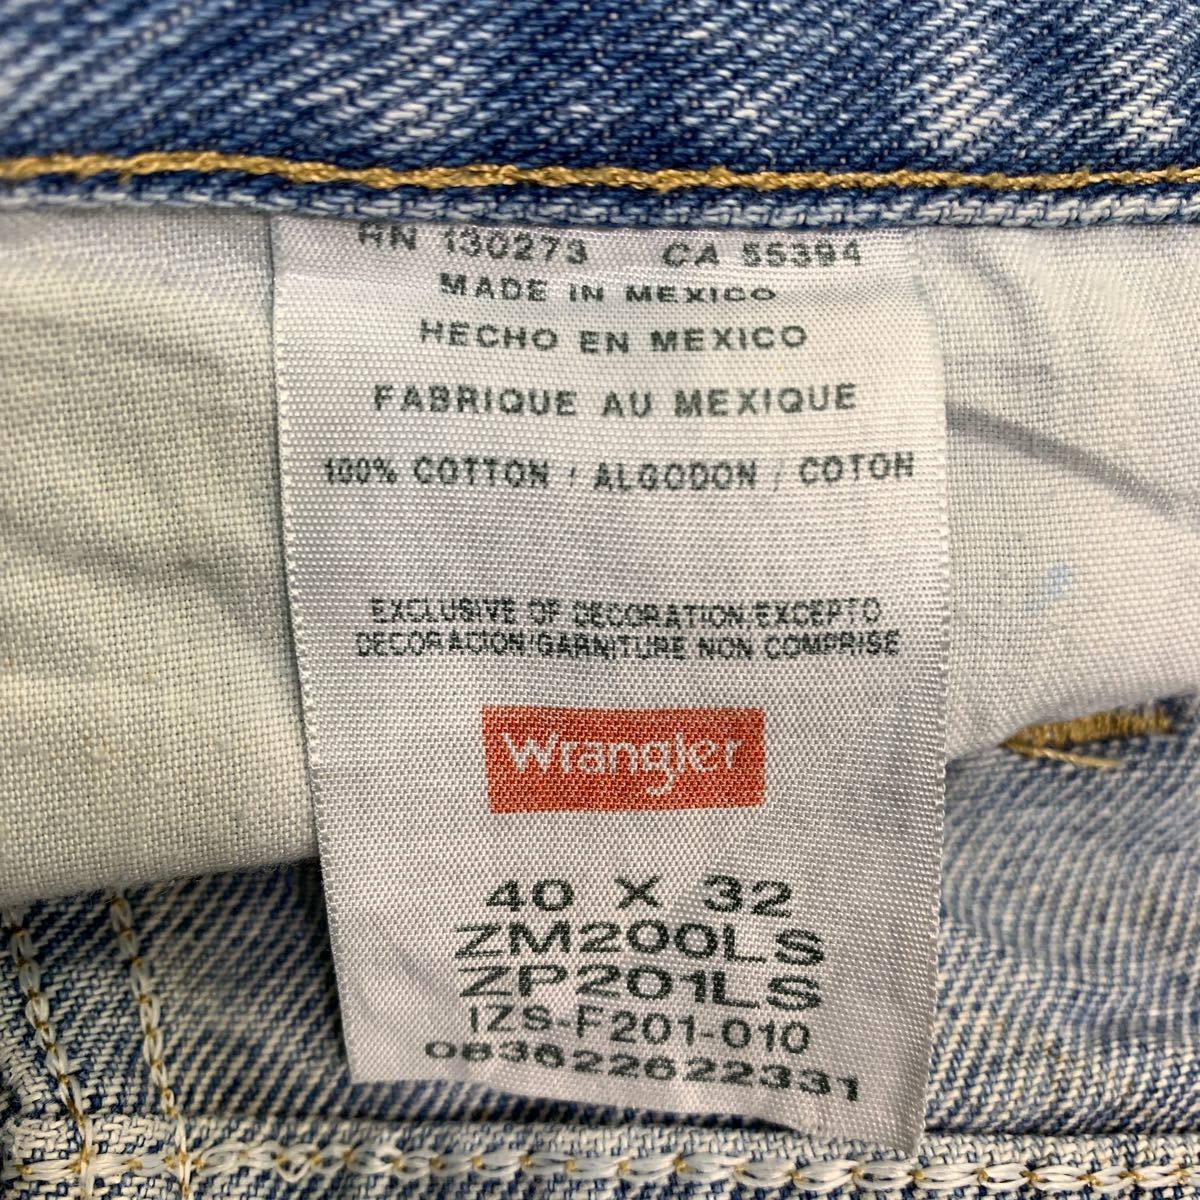 RN 130273 CA 55394
MADE IN MEXICO
HECHO EN MEXICO
FABRIQUE AU MEXIQUE
100% COTTON / ALGODON / COTON
EXCLUSIVE OF DECORATION/EXCEPTO
DECORACION/GARNITURE NON COMPRISE
Wrangler
40 X 32
ZM200LS
ZP201LS
IZS-F201-010
083622622331